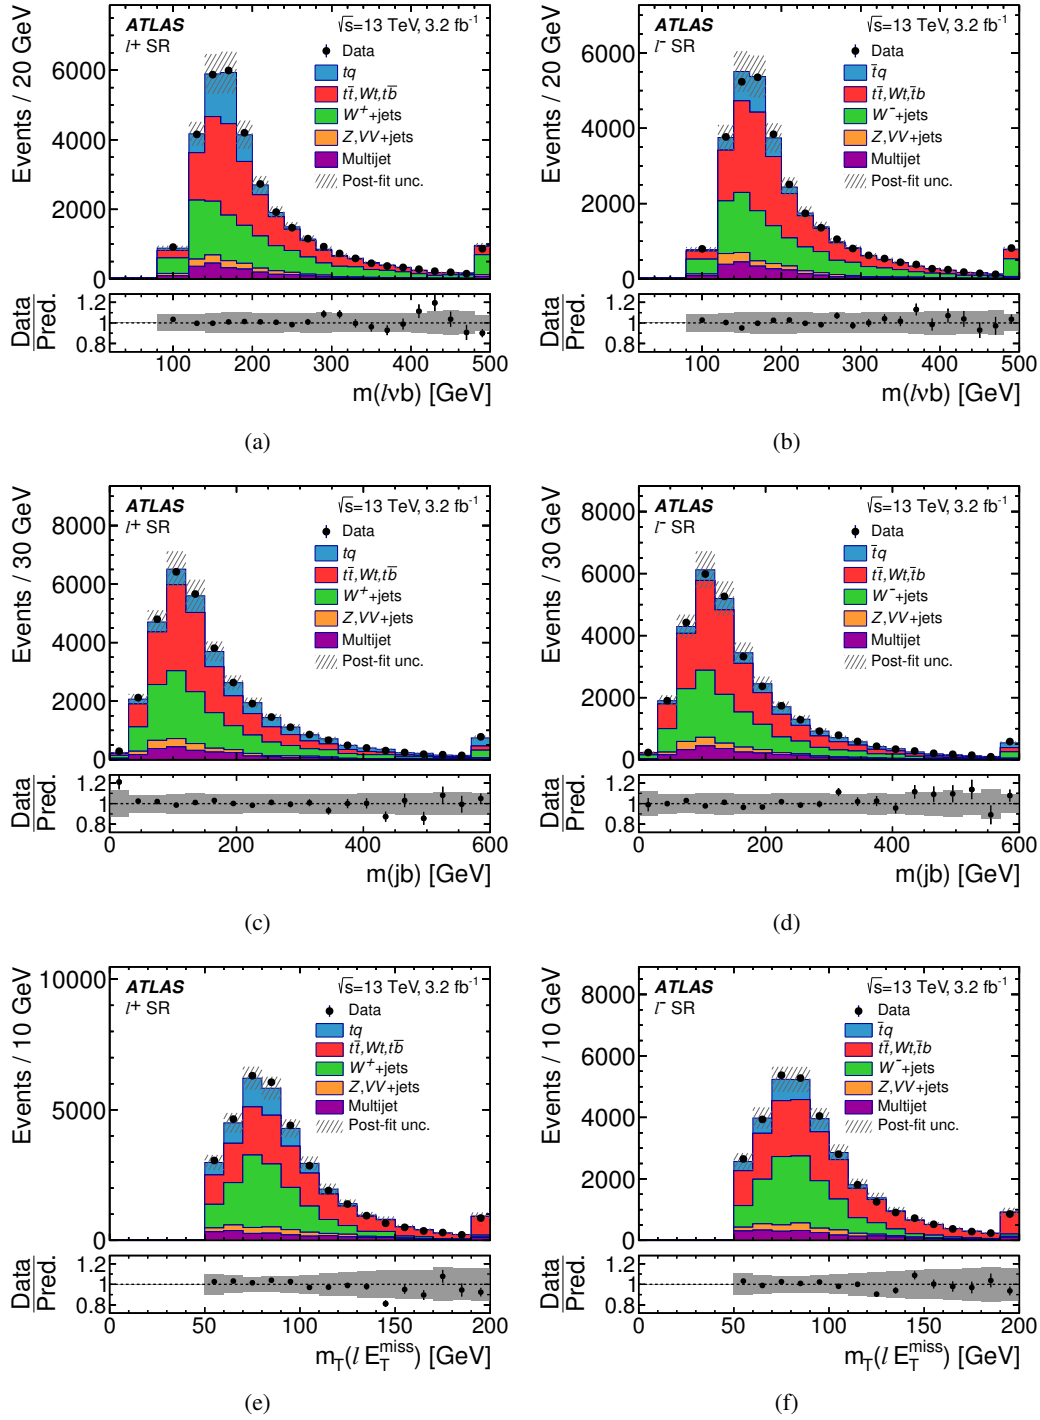 ATLAS
l+ SR
√s=13 TeV, 3.2 fb-1
Data
tq
tt̄,Wt,tb̄
W++jets
Z,VV+jets
Multijet
Post-fit unc.
Events / 20 GeV
6000
4000
2000
0
Data
Pred.
1.2
1
0.8
100 200 300 400 500
m(lνb) [GeV]
(a)
ATLAS
l- SR
√s=13 TeV, 3.2 fb-1
Data
t̄q
tt̄,Wt,t̄b
W-+jets
Z,VV+jets
Multijet
Post-fit unc.
Events / 20 GeV
6000
4000
2000
0
Data
Pred.
1.2
1
0.8
100 200 300 400 500
m(lνb) [GeV]
(b)
ATLAS
l+ SR
√s=13 TeV, 3.2 fb-1
Data
tq
tt̄,Wt,tb̄
W++jets
Z,VV+jets
Multijet
Post-fit unc.
Events / 30 GeV
8000
6000
4000
2000
0
Data
Pred.
1.2
1
0.8
0 200 400 600
m(jb) [GeV]
(c)
ATLAS
l- SR
√s=13 TeV, 3.2 fb-1
Data
t̄q
tt̄,Wt,t̄b
W-+jets
Z,VV+jets
Multijet
Post-fit unc.
Events / 30 GeV
8000
6000
4000
2000
0
Data
Pred.
1.2
1
0.8
0 200 400 600
m(jb) [GeV]
(d)
ATLAS
l+ SR
√s=13 TeV, 3.2 fb-1
Data
tq
tt̄,Wt,tb̄
W++jets
Z,VV+jets
Multijet
Post-fit unc.
Events / 10 GeV
10000
5000
0
Data
Pred.
1.2
1
0.8
0 50 100 150 200
mT(l ETmiss) [GeV]
(e)
ATLAS
l- SR
√s=13 TeV, 3.2 fb-1
Data
t̄q
tt̄,Wt,t̄b
W-+jets
Z,VV+jets
Multijet
Post-fit unc.
Events / 10 GeV
8000
6000
4000
2000
0
Data
Pred.
1.2
1
0.8
0 50 100 150 200
mT(l ETmiss) [GeV]
(f)